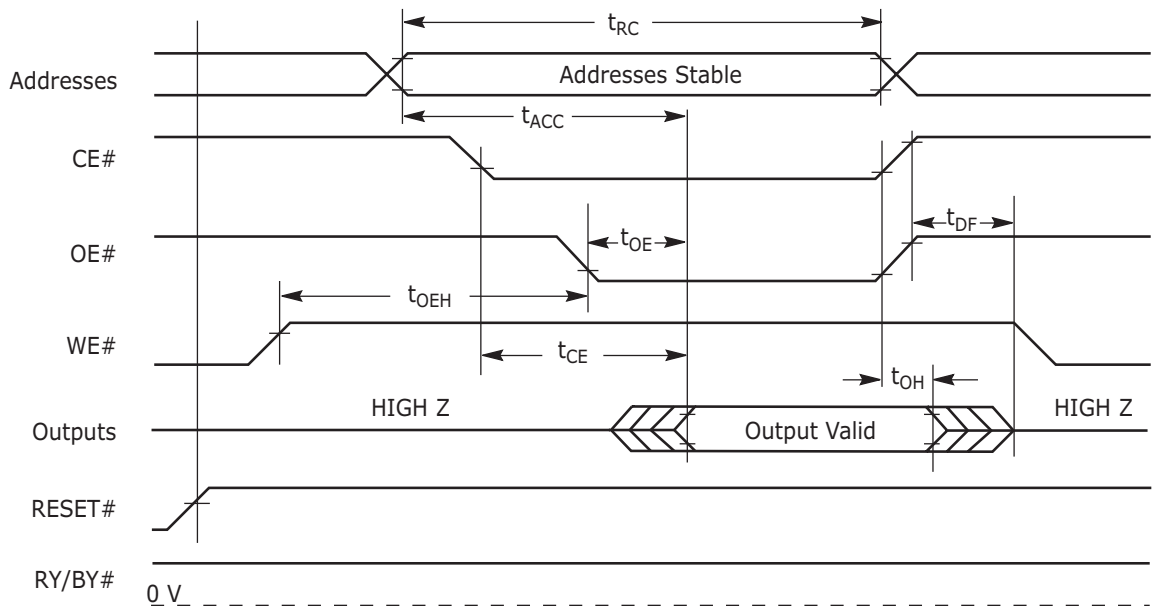 tRC
Addresses
Addresses Stable
tACC
CE#
tDF
OE#
tOE
tOEH
WE#
tCE
tOH
HIGH Z
HIGH Z
Outputs
Output Valid
RESET#
RY/BY#
0 V